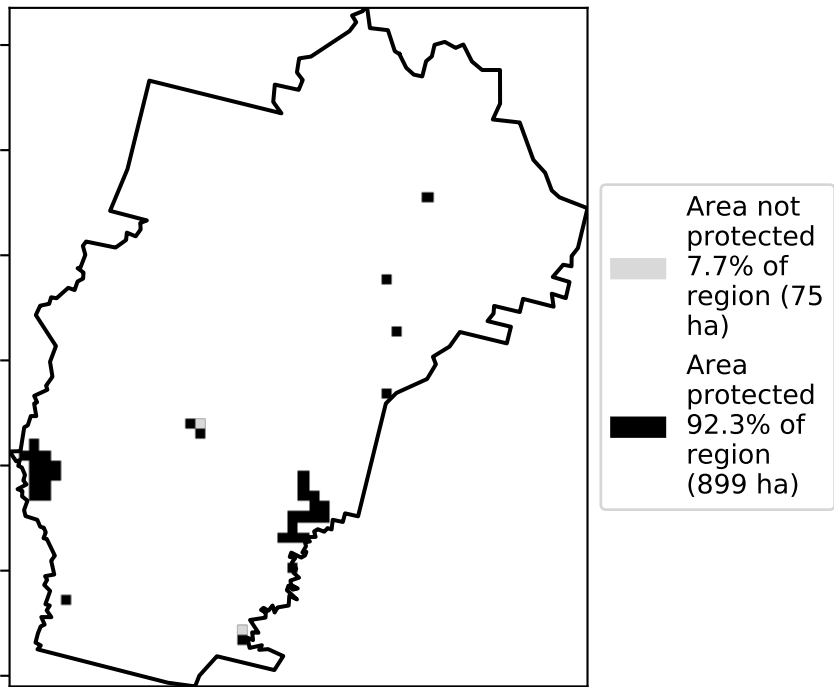 Area not
protected
7.7% of
region (75
ha)
Area
protected
92.3% of
region
(899 ha)